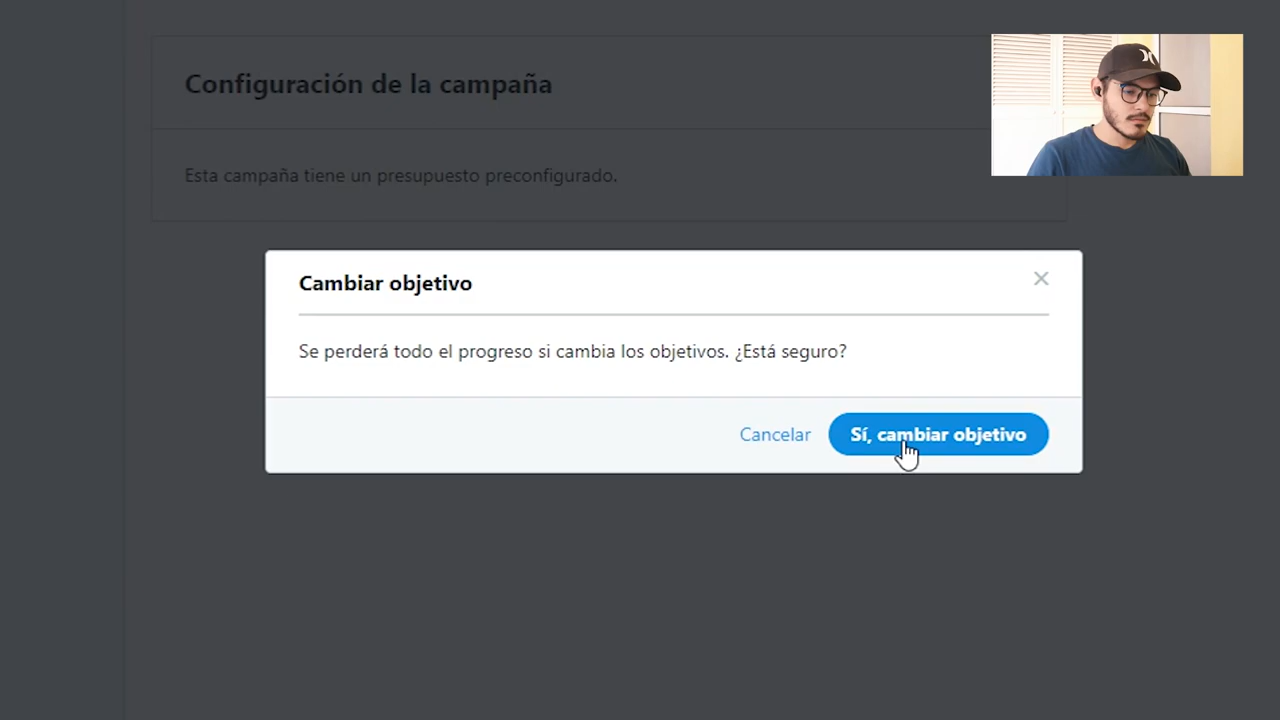 Configuración de la campaña
Esta campaña tiene un presupuesto preconfigurado.
Cambiar objetivo
Se perderá todo el progreso si cambia los objetivos. ¿Está seguro?
Cancelar
Sí, cambiar objetivo